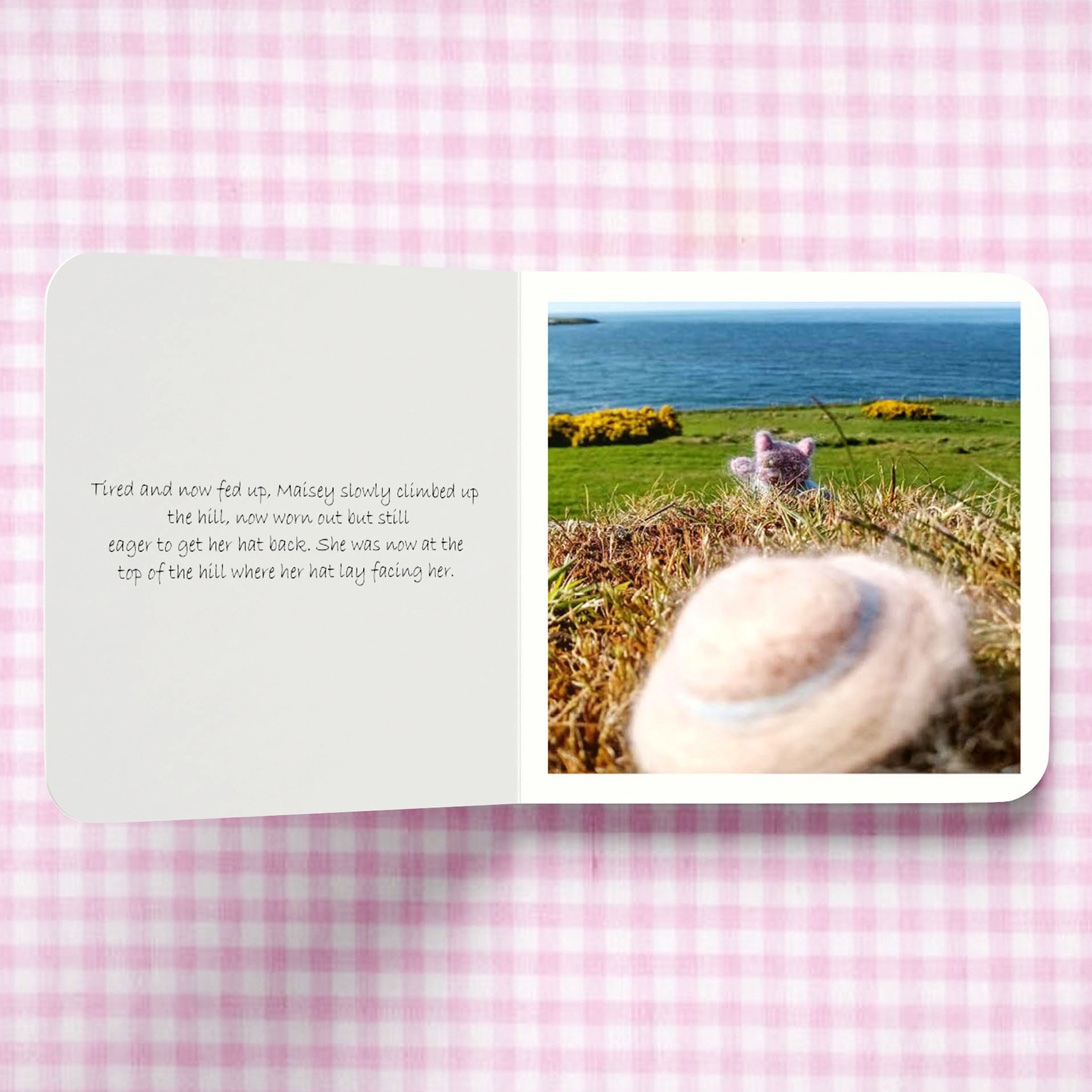 Tired and now fed up, Maisey slowly climbed up
the hill, now worn out but still
eager to get her hat back. She was now at the
top of the hill where her hat lay facing her.